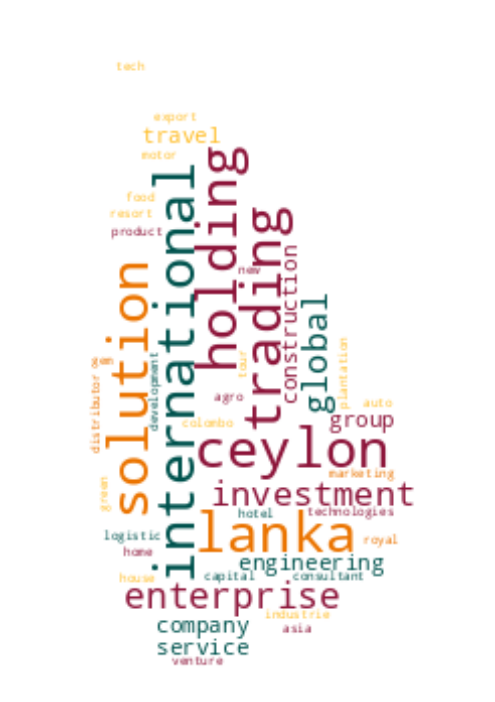 tech
export
travel
motor
international
holding
food
resort
trading
product
construction
solution
new
global
development
tour
plantation
gem
distributor
agro
auto
group
colombo
ceylon
marketing
green
investment
hotel
technologies
lanka
logistic
royal
home
engineering
house
capital
consultant
enterprise
industrie
company
asia
service
venture